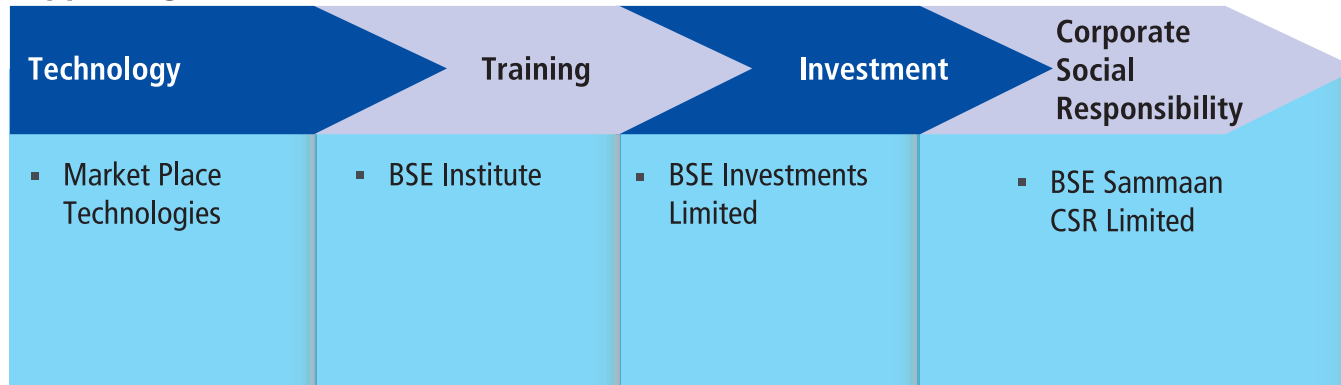 Technology
Training
Investment
Corporate
Social
Responsibility
▪ Market Place
Technologies
▪ BSE Institute
▪ BSE Investments
Limited
▪ BSE Sammaan
CSR Limited